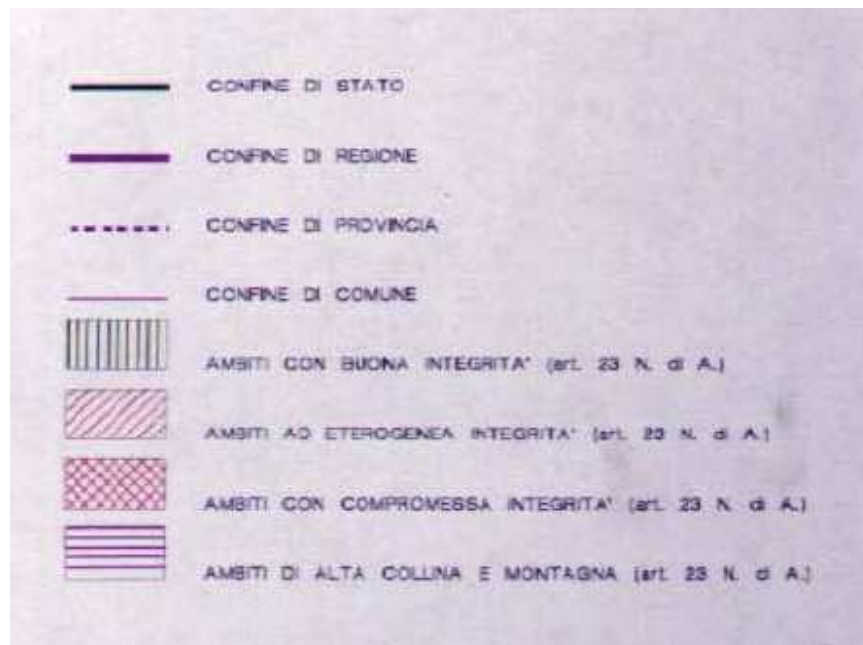 CONFINE DI STATO
CONFINE DI REGIONE
CONFINE DI PROVINCIA
CONFINE DI COMUNE
AMBITI CON BUONA INTEGRITA' (art. 23 N. di A.)
AMBITI AD ETEROGENEA INTEGRITA' (art. 23 N. di A.)
AMBITI CON COMPROMESSA INTEGRITA' (art. 23 N. di A.)
AMBITI DI ALTA COLLINA E MONTAGNA (art. 23 N. di A.)